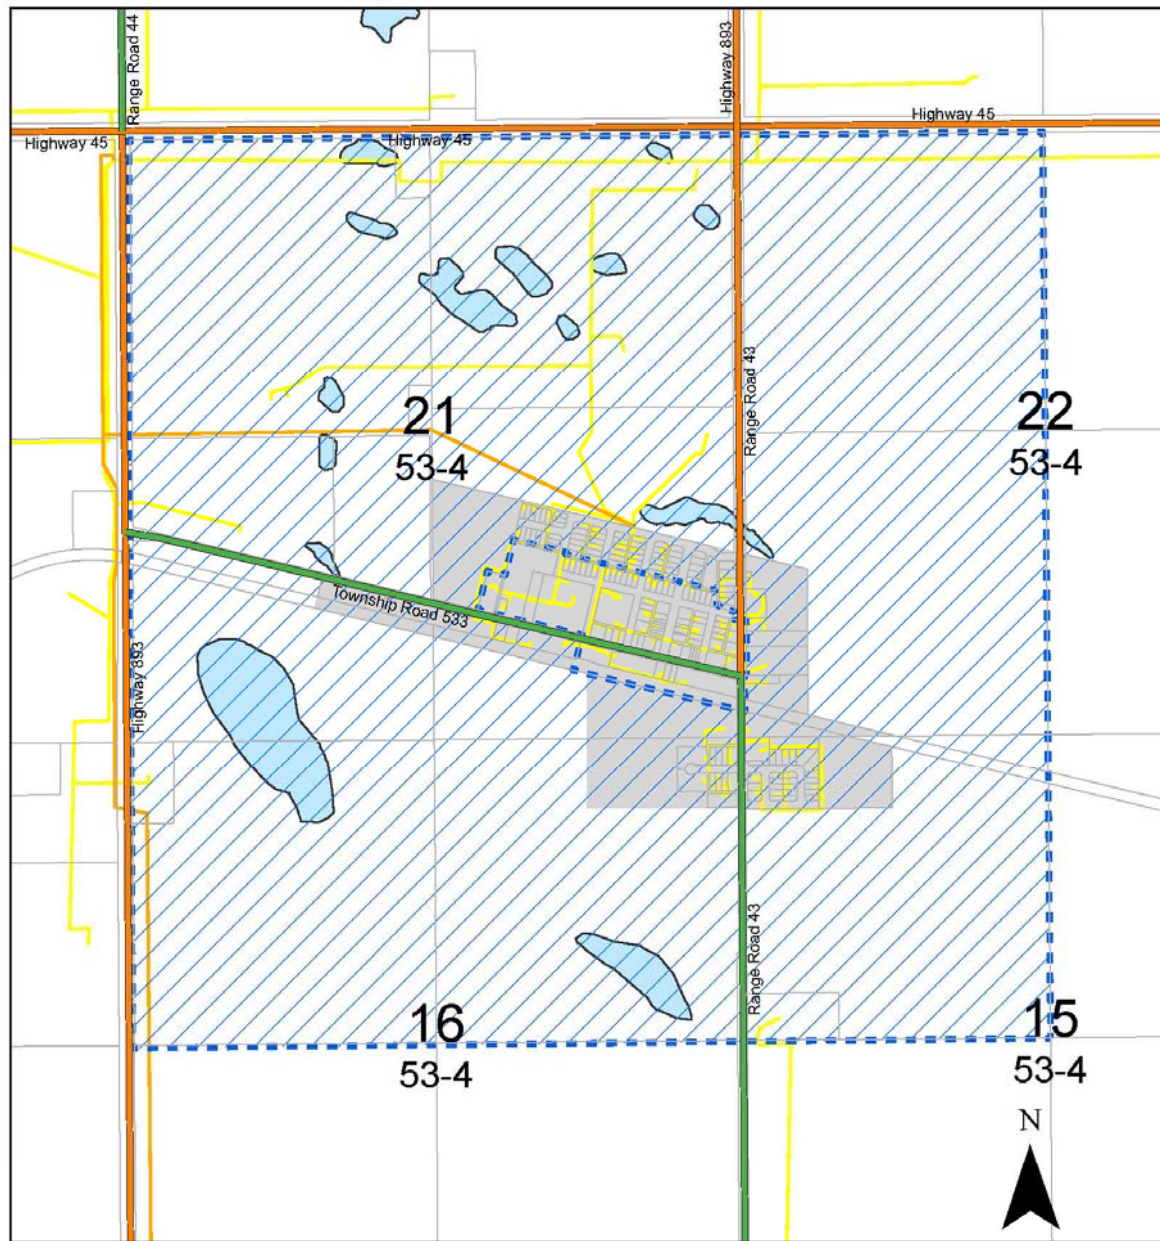 Range Road 44
Highway 893
Highway 45
Highway 45
Highway 45
Range Road 43
21
53-4
22
53-4
Township Road 533
Highway 893
Range Road 43
16
53-4
15
53-4
N